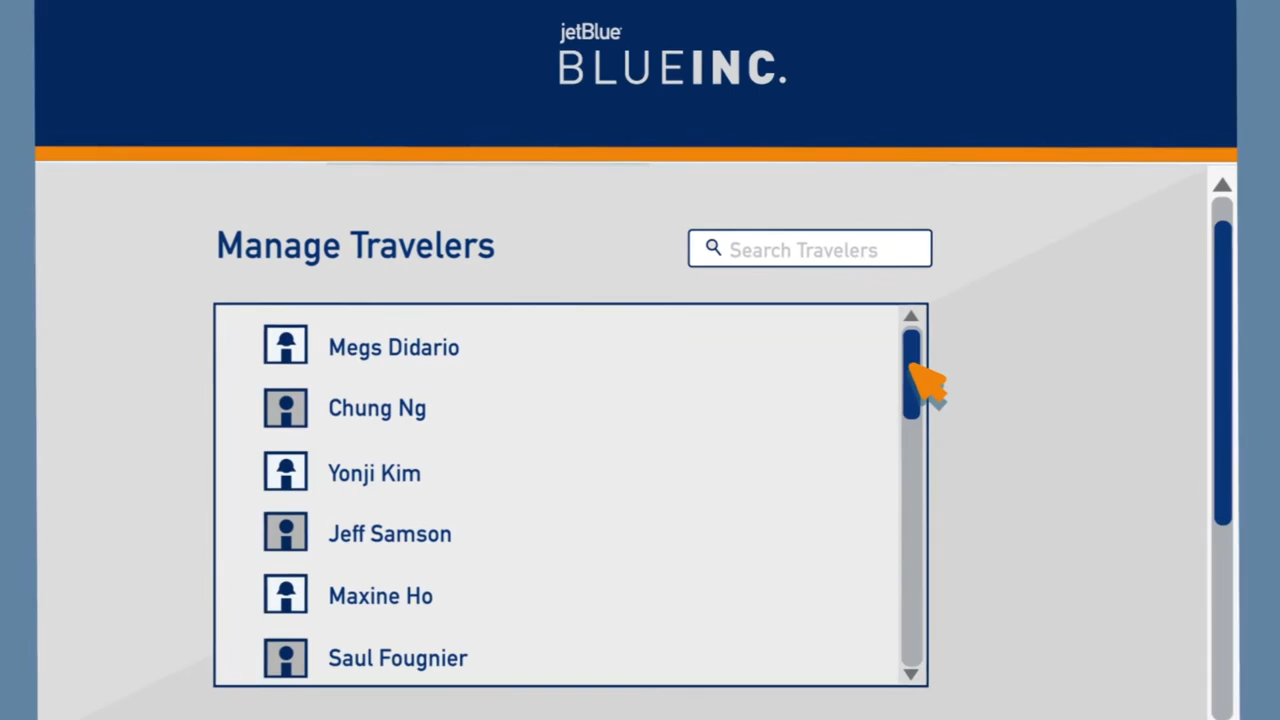 jetBlue
BLUEINC.
Manage Travelers
Search Travelers
Megs Didario
Chung Ng
Yonji Kim
Jeff Samson
Maxine Ho
Saul Fougnier